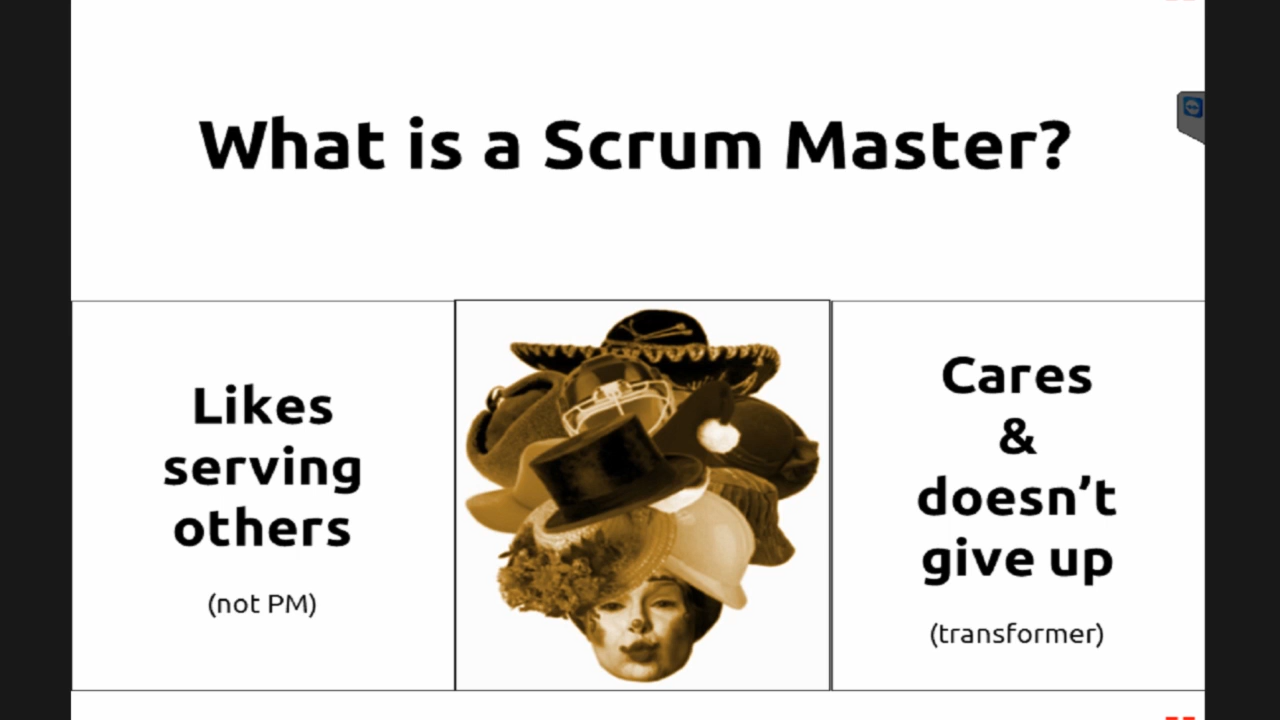 What is a Scrum Master?
Likes
serving
others
(not PM)
Cares
&
doesn’t
give up
(transformer)